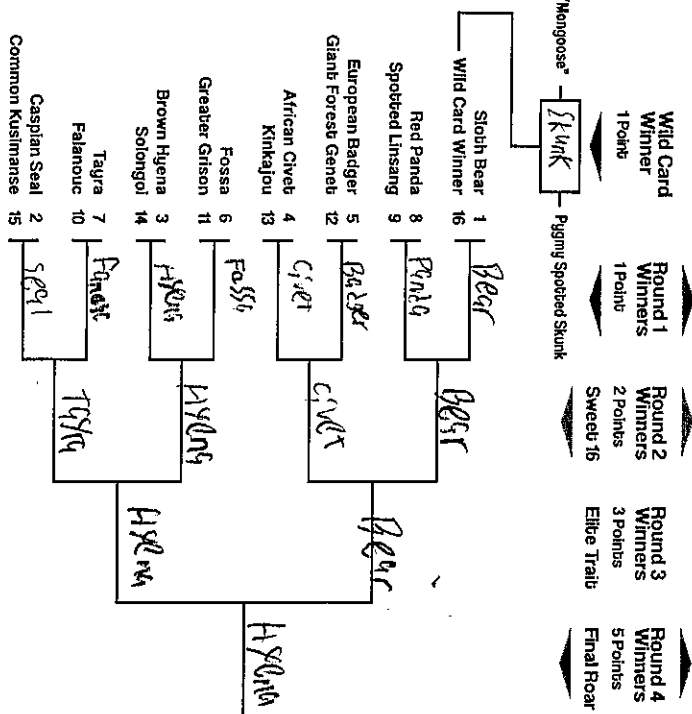 "Mongoose"
Skunk
Pygmy Spotted Skunk
Wild Card
Winner
1 Point
Round 1
Winners
1 Point
Round 2
Winners
2 Points
Sweet 16
Round 3
Winners
3 Points
Elite Trait
Round 4
Winners
5 Points
Final Roar
Sloth Bear 1
Wild Card Winner 16
Red Panda 8
Spotted Linsang 9
European Badger 5
Giant Forest Genet 12
African Civet 4
Kinkajou 13
Fossa 6
Greater Grison 11
Brown Hyena 3
Solongoi 14
Tayra 7
Falanouc 10
Caspian Seal 2
Common Kusimanse 15
Bear
Panda
Badger
Civet
Fossa
Hyena
Seal
Bear
Civet
Hyena
Tayra
Bear
Hyena
Hyena